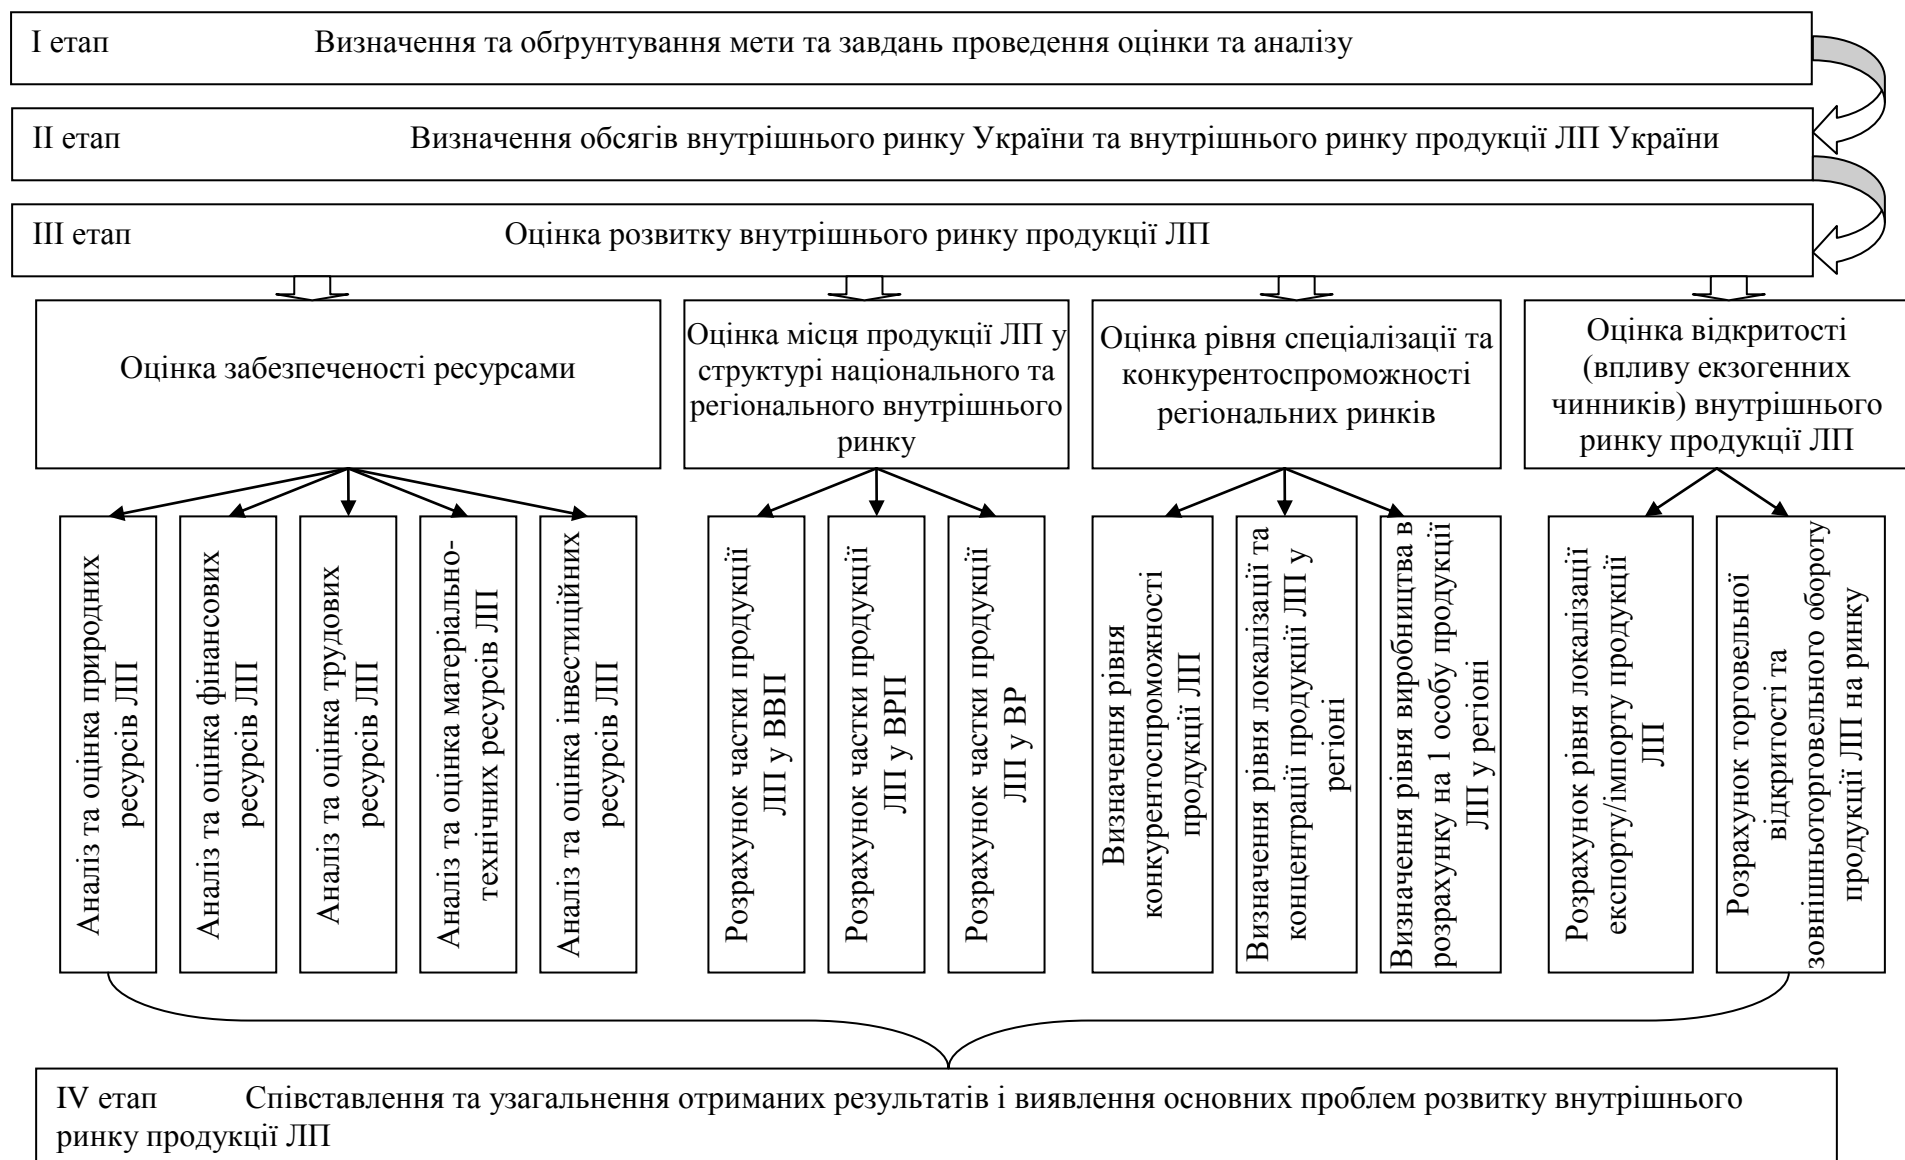 I етап Визначення та обґрунтування мети та завдань проведення оцінки та аналізу
II етап Визначення обсягів внутрішнього ринку України та внутрішнього ринку продукції ЛП України
III етап Оцінка розвитку внутрішнього ринку продукції ЛП
Оцінка забезпеченості ресурсами
Оцінка місця продукції ЛП у
структурі національного та
регіонального внутрішнього
ринку
Оцінка рівня спеціалізації та
конкурентоспроможності
регіональних ринків
Оцінка відкритості
(впливу екзогенних
чинників) внутрішнього
ринку продукції ЛП
Аналіз та оцінка природних
ресурсів ЛП
Аналіз та оцінка фінансових
ресурсів ЛП
Аналіз та оцінка трудових
ресурсів ЛП
Аналіз та оцінка матеріально-
технічних ресурсів ЛП
Аналіз та оцінка інвестиційних
ресурсів ЛП
Розрахунок частки продукції
ЛП у ВВП
Розрахунок частки продукції
ЛП у ВРП
Розрахунок частки продукції
ЛП у ВР
Визначення рівня
конкурентоспроможності
продукції ЛП
Визначення рівня локалізації та
концентрації продукції ЛП у
регіоні
Визначення рівня виробництва в
розрахунку на 1 особу продукції
ЛП у регіоні
Розрахунок рівня локалізації
експорту/імпорту продукції
ЛП
Розрахунок торговельної
відкритості та
зовнішньоторговельного обороту
продукції ЛП на ринку
IV етап Співставлення та узагальнення отриманих результатів і виявлення основних проблем розвитку внутрішнього
ринку продукції ЛП